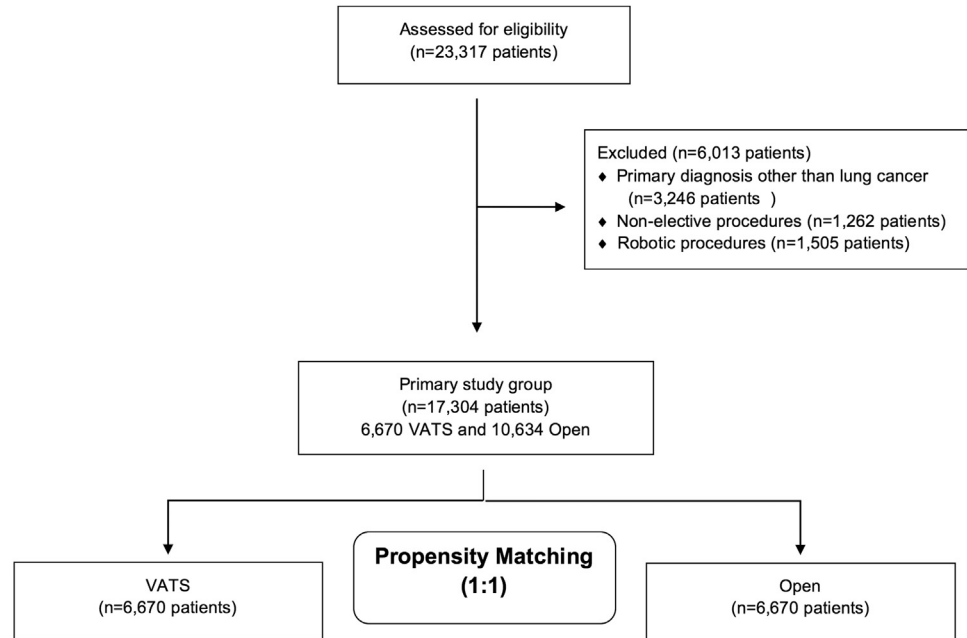 Assessed for eligibility
(n=23,317 patients)
Excluded (n=6,013 patients)
♦ Primary diagnosis other than lung cancer
(n=3,246 patients )
♦ Non-elective procedures (n=1,262 patients)
♦ Robotic procedures (n=1,505 patients)
Primary study group
(n=17,304 patients)
6,670 VATS and 10,634 Open
Propensity Matching
(1:1)
VATS
(n=6,670 patients)
Open
(n=6,670 patients)